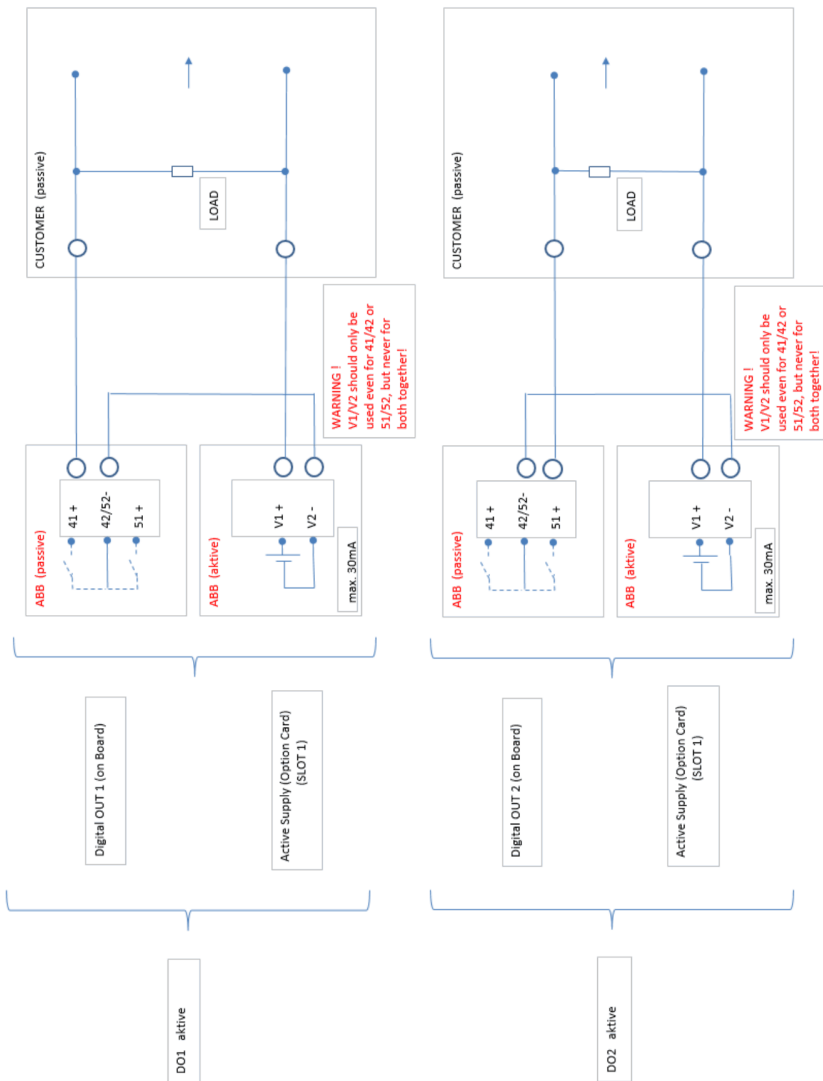 DO1 aktive
Digital OUT 1 (on Board)
Active Supply (Option Card)
(SLOT 1)
ABB (passive)
41 +
42/52-
51 +
ABB (aktive)
V1 +
V2 -
max. 30mA
WARNING !
V1/V2 should only be
used even for 41/42 or
51/52, but never for
both together!
CUSTOMER (passive)
LOAD
DO2 aktive
Digital OUT 2 (on Board)
Active Supply (Option Card)
(SLOT 1)
ABB (passive)
41 +
42/52-
51 +
ABB (aktive)
V1 +
V2 -
max. 30mA
WARNING !
V1/V2 should only be
used even for 41/42 or
51/52, but never for
both together!
CUSTOMER (passive)
LOAD